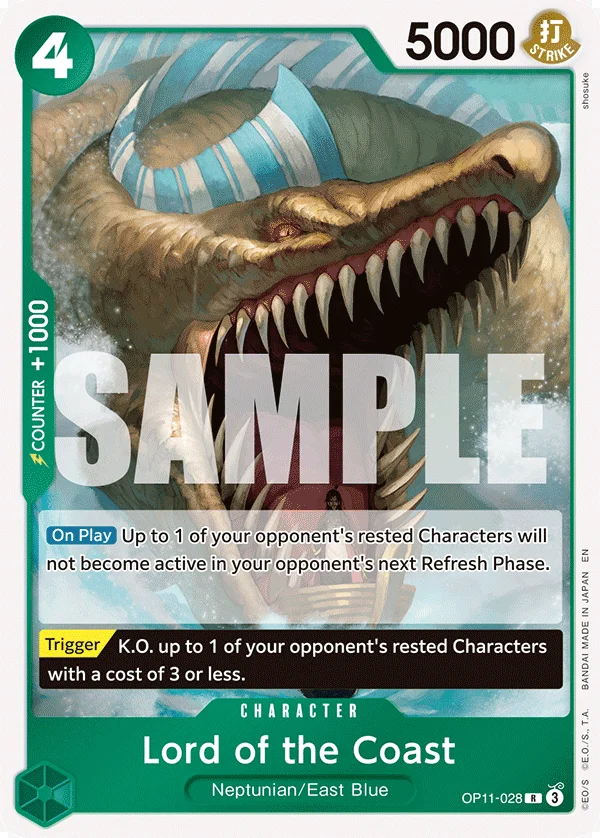 4
5000
打
STRIKE
shosuke
COUNTER +1000
SAMPLE
On Play Up to 1 of your opponent's rested Characters will
not become active in your opponent's next Refresh Phase.
Trigger K.O. up to 1 of your opponent's rested Characters
with a cost of 3 or less.
CHARACTER
Lord of the Coast
Neptunian/East Blue
OP11-028 R 3
©E.O/S ©E.O./S., T.A. BANDAI MADE IN JAPAN EN